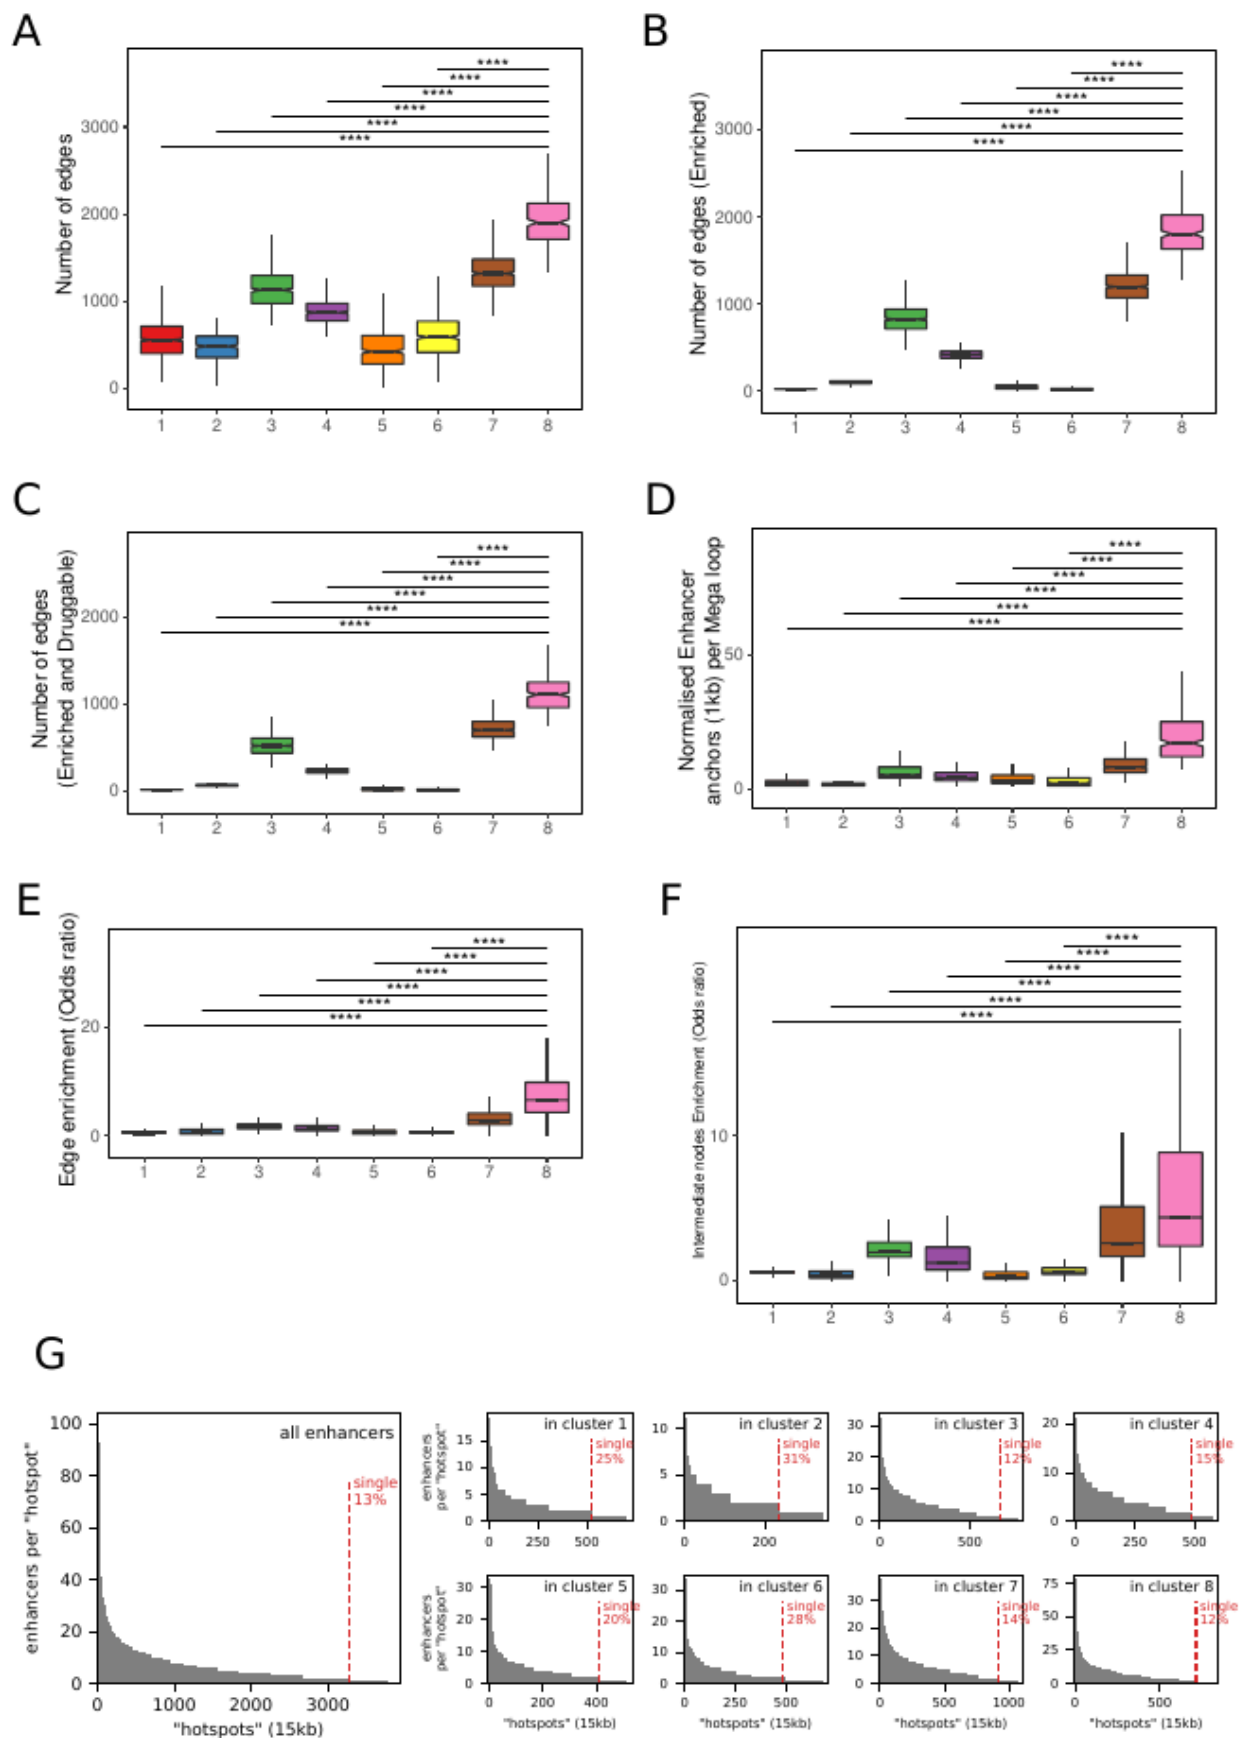 A
Number of edges
3000
2000
1000
0
****
****
****
****
****
****
1 2 3 4 5 6 7 8
B
Number of edges (Enriched)
3000
2000
1000
0
****
****
****
****
****
****
1 2 3 4 5 6 7 8
C
Number of edges
(Enriched and Druggable)
2000
1000
0
****
****
****
****
****
****
1 2 3 4 5 6 7 8
D
Normalised Enhancer
anchors (1kb) per Mega loop
50
0
****
****
****
****
****
****
1 2 3 4 5 6 7 8
E
Edge enrichment (Odds ratio)
20
0
****
****
****
****
****
****
1 2 3 4 5 6 7 8
F
Intermediate nodes Enrichment (Odds ratio)
10
0
****
****
****
****
****
****
1 2 3 4 5 6 7 8
G
enhancers per "hotspot"
100
80
60
40
20
0
all enhancers
single
13%
0 1000 2000 3000
"hotspots" (15kb)
enhancers
per "hotspot"
15
10
5
0
in cluster 1
single
25%
0 250 500
10
5
0
in cluster 2
single
31%
0 200
30
20
10
0
in cluster 3
single
12%
0 500
20
10
0
in cluster 4
single
15%
0 250 500
enhancers
per "hotspot"
30
20
10
0
in cluster 5
single
20%
0 200 400
"hotspots" (15kb)
30
20
10
0
in cluster 6
single
28%
0 250 500
"hotspots" (15kb)
30
20
10
0
in cluster 7
single
14%
0 500 1000
"hotspots" (15kb)
75
50
25
0
in cluster 8
single
12%
0 500
"hotspots" (15kb)